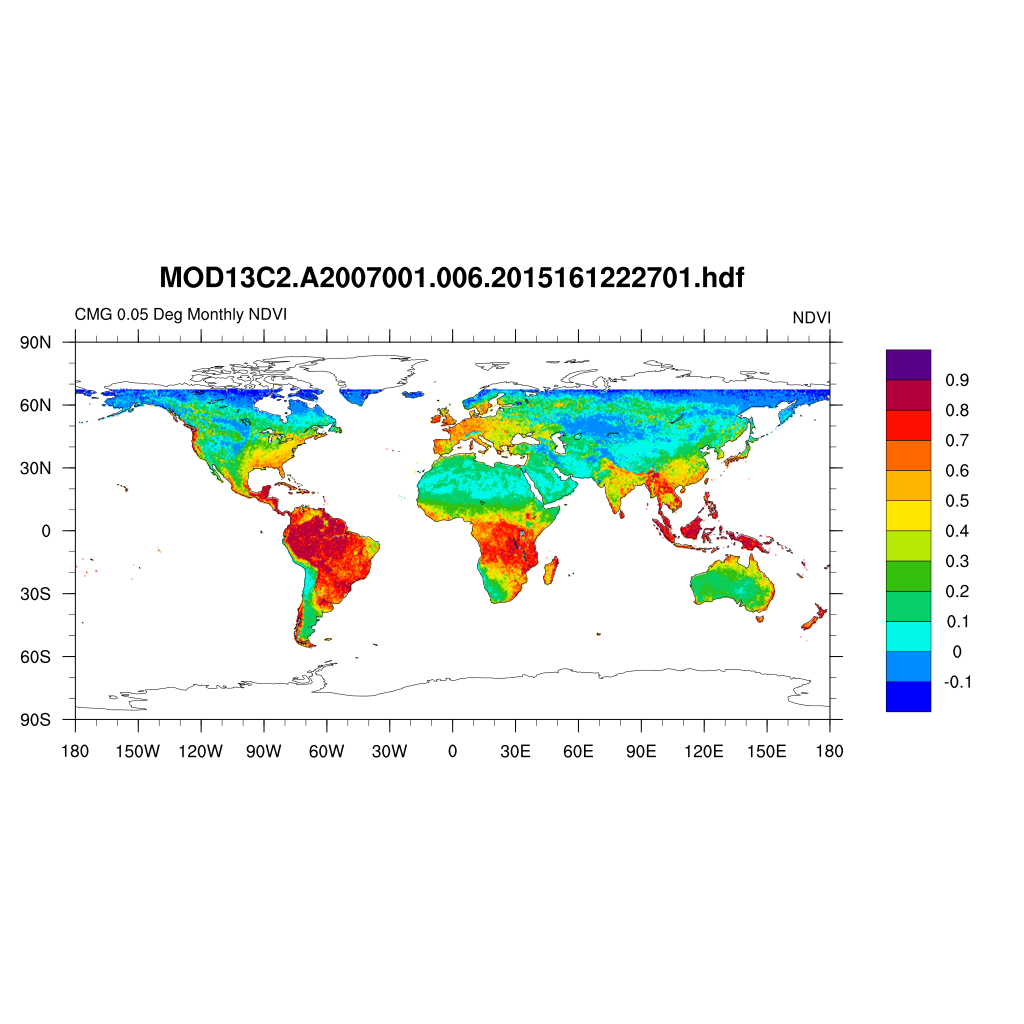 MOD13C2.A2007001.006.2015161222701.hdf
CMG 0.05 Deg Monthly NDVI
NDVI
90N
60N
30N
0
30S
60S
90S
180 150W 120W 90W 60W 30W 0 30E 60E 90E 120E 150E 180
0.9
0.8
0.7
0.6
0.5
0.4
0.3
0.2
0.1
0
-0.1